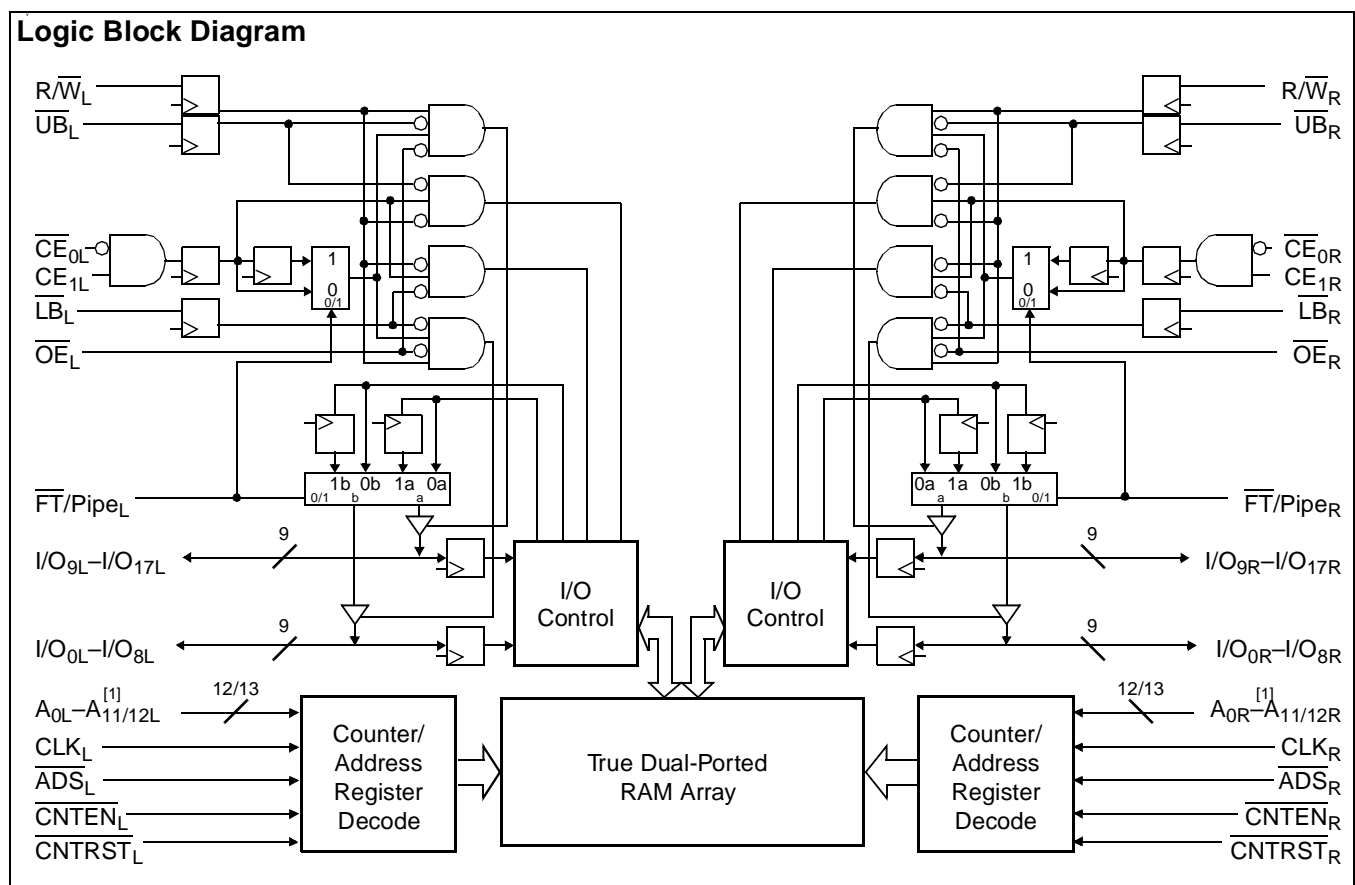 Logic Block Diagram
R/W̅L
R/W̅R
U̅B̅L
U̅B̅R
C̅E̅0L
1
1
C̅E̅0R
CE1L
CE1R
0
0
0/1
0/1
L̅B̅L
L̅B̅R
O̅E̅L
O̅E̅R
1b 0b 1a 0a
0a 1a 0b 1b
0/1 b a
a b 0/1
F̅T̅/PipeL
F̅T̅/PipeR
9
9
I/O9L–I/O17L
I/O9R–I/O17R
I/O
Control
I/O
Control
9
9
I/O0L–I/O8L
I/O0R–I/O8R
12/13
12/13
A0L–A[1]11/12L
A0R–A[1]11/12R
CLKL
CLKR
A̅D̅S̅L
A̅D̅S̅R
C̅N̅T̅E̅N̅L
C̅N̅T̅E̅N̅R
C̅N̅T̅R̅S̅T̅L
C̅N̅T̅R̅S̅T̅R
Counter/
Address
Register
Decode
True Dual-Ported
RAM Array
Counter/
Address
Register
Decode